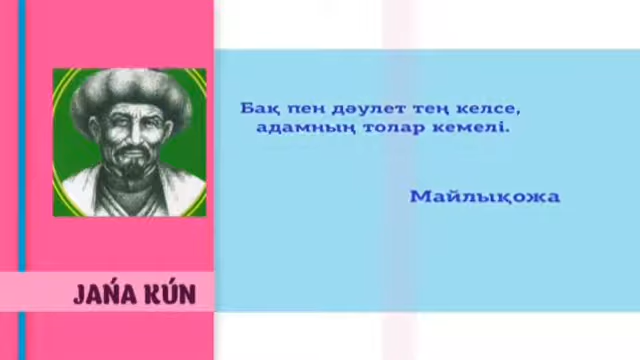 Бақ пен дәулет тең келсе,
адамның толар кемелі.
Майлықожа
JAŃA KÚN